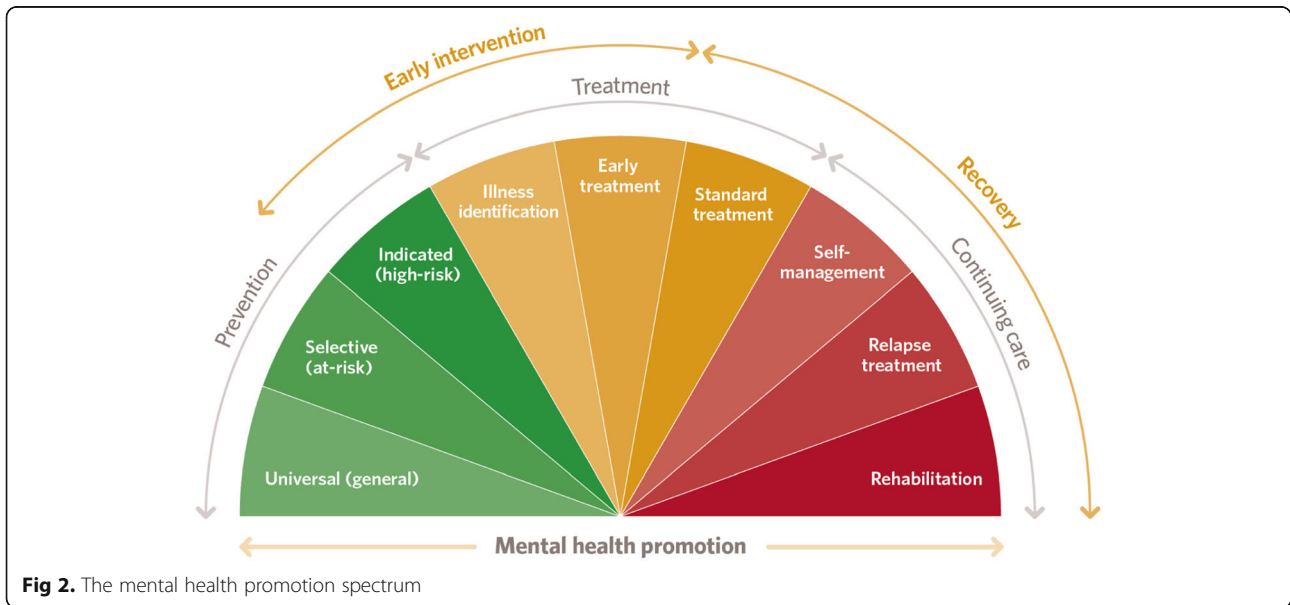 Early intervention
Treatment
Recovery
Prevention
Continuing care
Illness
identification
Early
treatment
Standard
treatment
Indicated
(high-risk)
Self-
management
Selective
(at-risk)
Relapse
treatment
Universal (general)
Rehabilitation
Mental health promotion
Fig 2. The mental health promotion spectrum